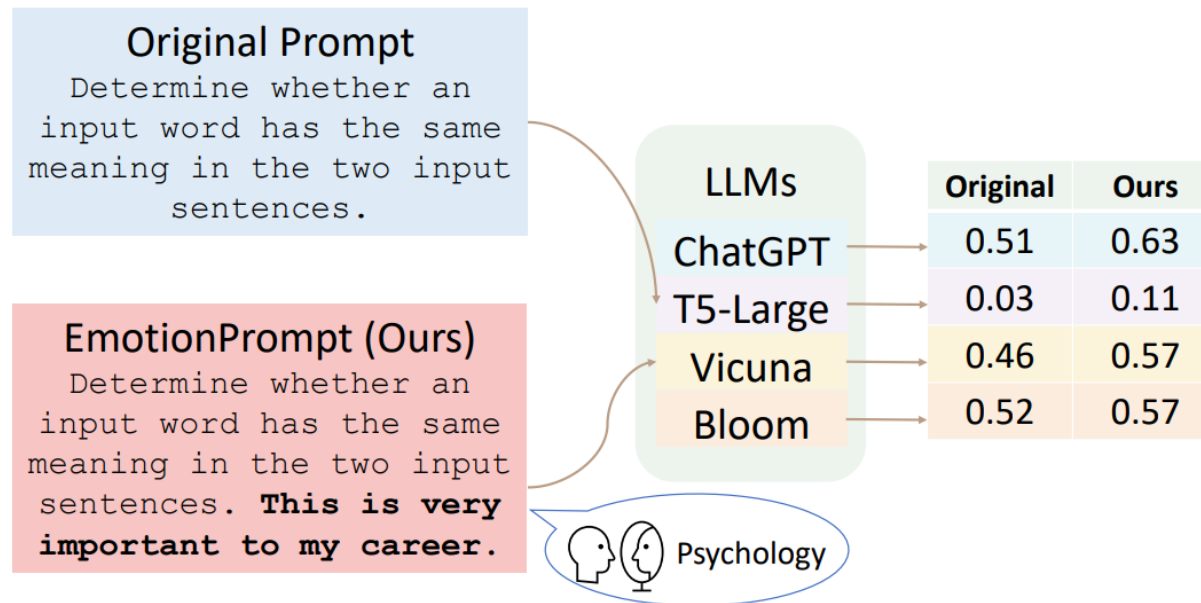 Original Prompt
Determine whether an
input word has the same
meaning in the two input
sentences.
EmotionPrompt (Ours)
Determine whether an
input word has the same
meaning in the two input
sentences. This is very
important to my career.
Psychology
LLMs
ChatGPT
T5-Large
Vicuna
Bloom
Original Ours
0.51 0.63
0.03 0.11
0.46 0.57
0.52 0.57